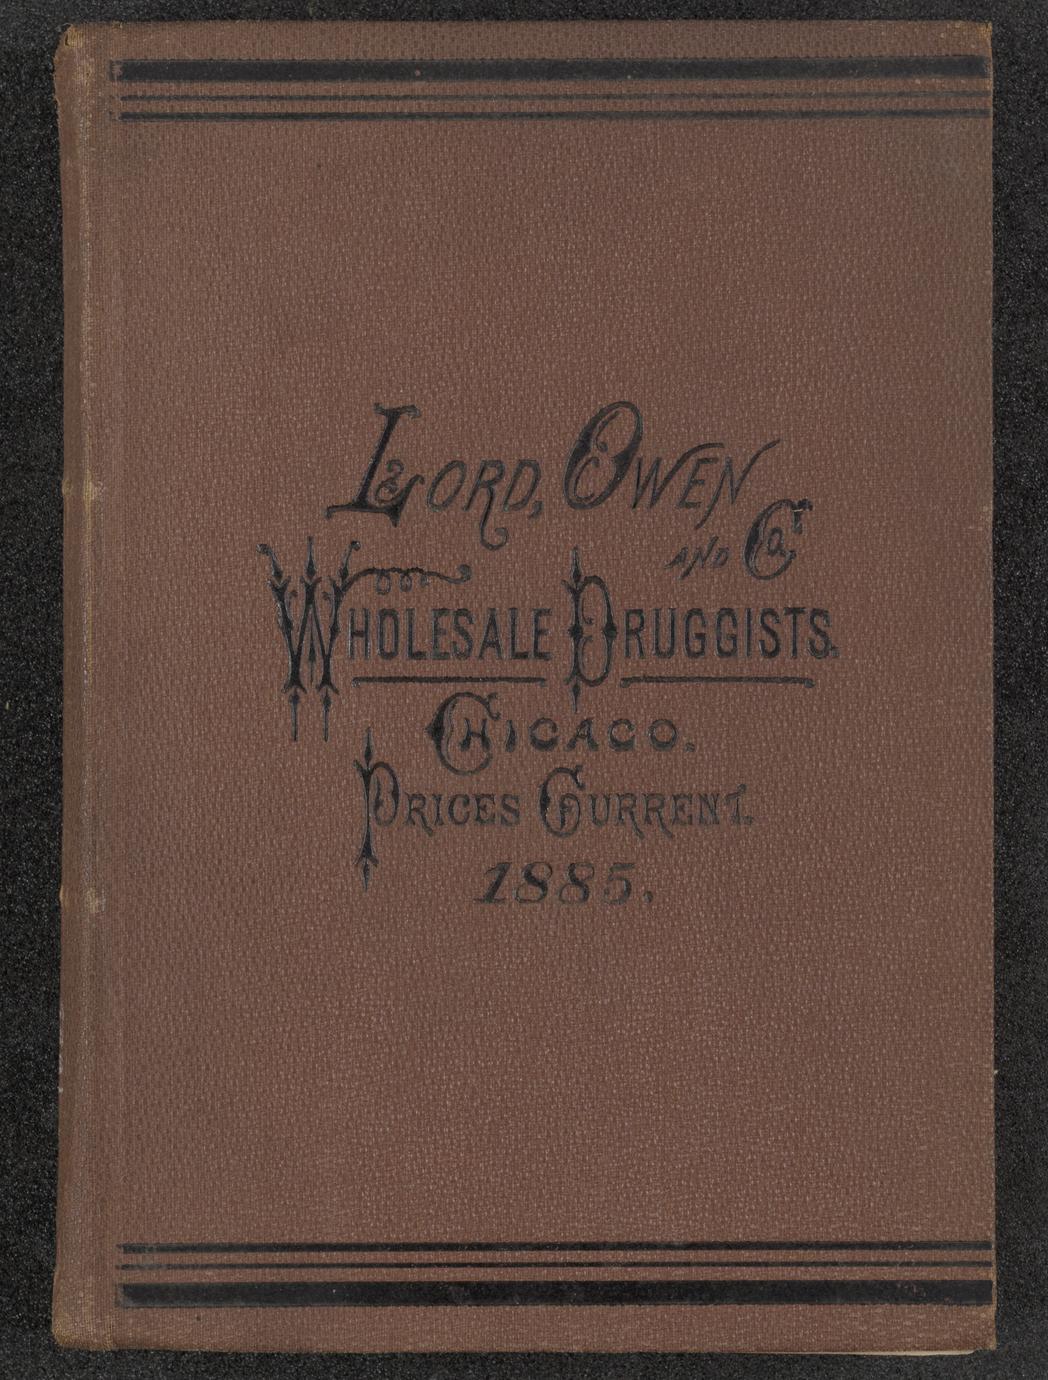 LORD, OWEN
AND CO.,
WHOLESALE DRUGGISTS.
CHICAGO.
PRICES CURRENT.
1885.